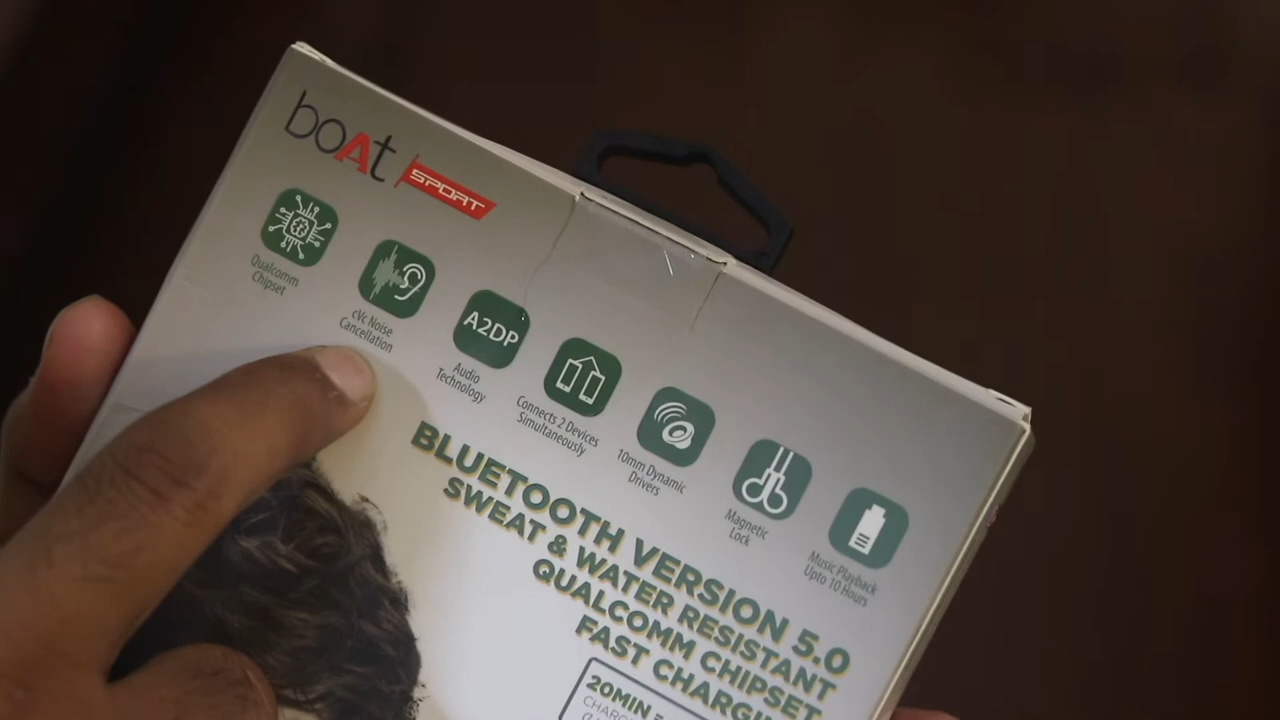 boAt SPORT
Qualcomm
Chipset
cVc Noise
Cancellation
A2DP
Audio
Technology
Connects 2 Devices
Simultaneously
10mm Dynamic
Drivers
Magnetic
Lock
Music Playback
Upto 10 Hours
BLUETOOTH VERSION 5.0
SWEAT & WATER RESISTANT
QUALCOMM CHIPSET
FAST
20MIN